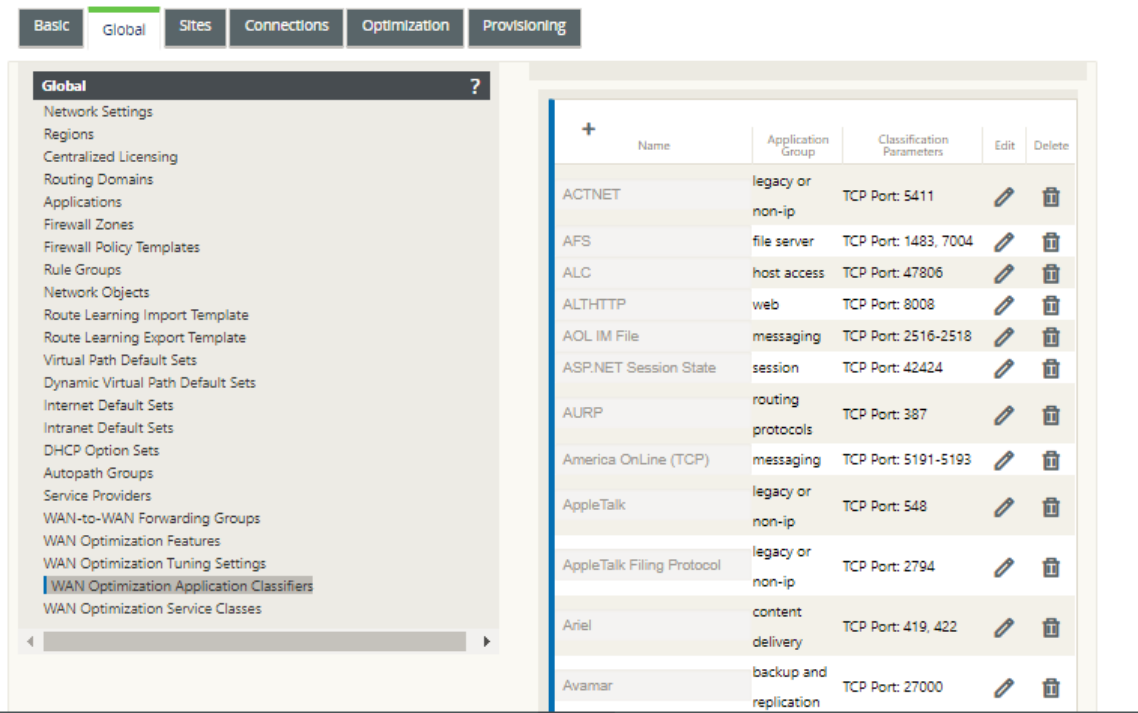 Basic Global Sites Connections Optimization Provisioning
Global ?
Network Settings
Regions
Centralized Licensing
Routing Domains
Applications
Firewall Zones
Firewall Policy Templates
Rule Groups
Network Objects
Route Learning Import Template
Route Learning Export Template
Virtual Path Default Sets
Dynamic Virtual Path Default Sets
Internet Default Sets
Intranet Default Sets
DHCP Option Sets
Autopath Groups
Service Providers
WAN-to-WAN Forwarding Groups
WAN Optimization Features
WAN Optimization Tuning Settings
WAN Optimization Application Classifiers
WAN Optimization Service Classes
+
Name Application Group Classification Parameters Edit Delete
ACTNET legacy or non-ip TCP Port: 5411
AFS file server TCP Port: 1483, 7004
ALC host access TCP Port: 47806
ALTHTTP web TCP Port: 8008
AOL IM File messaging TCP Port: 2516-2518
ASP.NET Session State session TCP Port: 42424
AURP routing protocols TCP Port: 387
America OnLine (TCP) messaging TCP Port: 5191-5193
AppleTalk legacy or non-ip TCP Port: 548
AppleTalk Filing Protocol legacy or non-ip TCP Port: 2794
Ariel content delivery TCP Port: 419, 422
Avamar backup and replication TCP Port: 27000